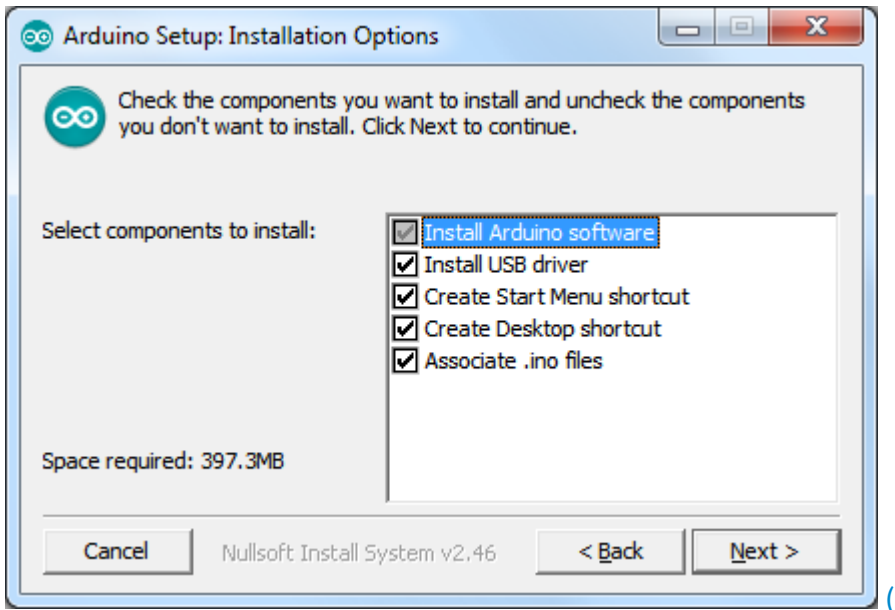 Arduino Setup: Installation Options
Check the components you want to install and uncheck the components
you don't want to install. Click Next to continue.
Select components to install:
Install Arduino software
Install USB driver
Create Start Menu shortcut
Create Desktop shortcut
Associate .ino files
Space required: 397.3MB
Cancel
Nullsoft Install System v2.46
< Back
Next >
(